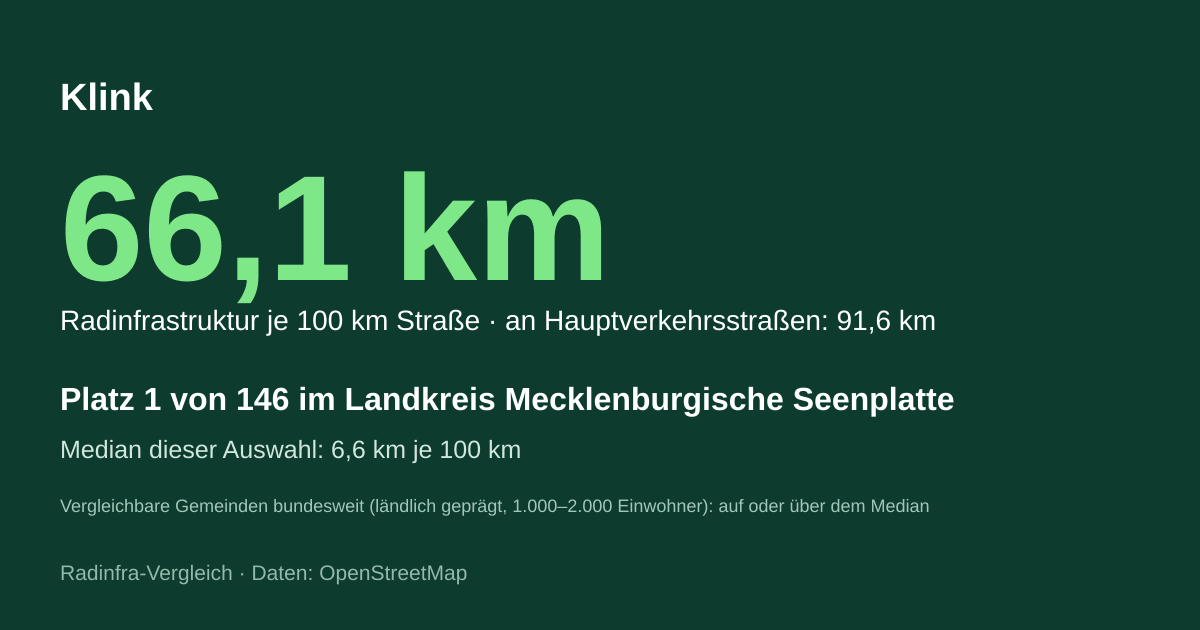 Klink
66,1 km
Radinfrastruktur je 100 km Straße · an Hauptverkehrsstraßen: 91,6 km
Platz 1 von 146 im Landkreis Mecklenburgische Seenplatte
Median dieser Auswahl: 6,6 km je 100 km
Vergleichbare Gemeinden bundesweit (ländlich geprägt, 1.000–2.000 Einwohner): auf oder über dem Median
Radinfra-Vergleich · Daten: OpenStreetMap